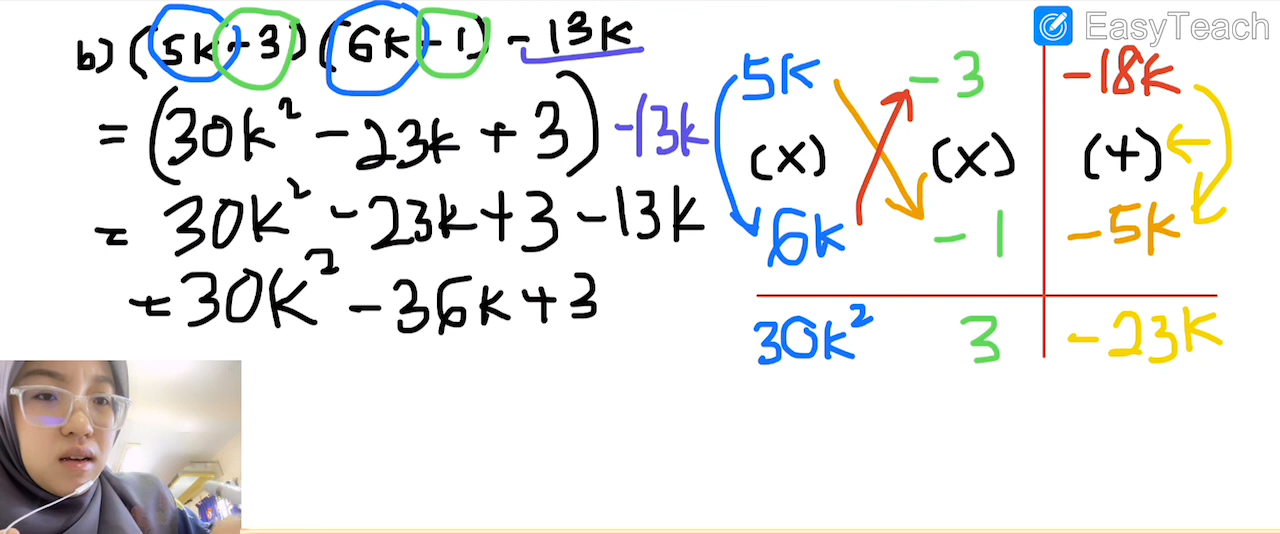 EasyTeach
b) (5k-3)(6k-1) - 13k
= (30k² - 23k + 3) - 13k
= 30k² - 23k + 3 - 13k
= 30k² - 36k + 3
5k -3 -18k
(x) (x) (+)
6k -1 -5k
30k² 3 -23k